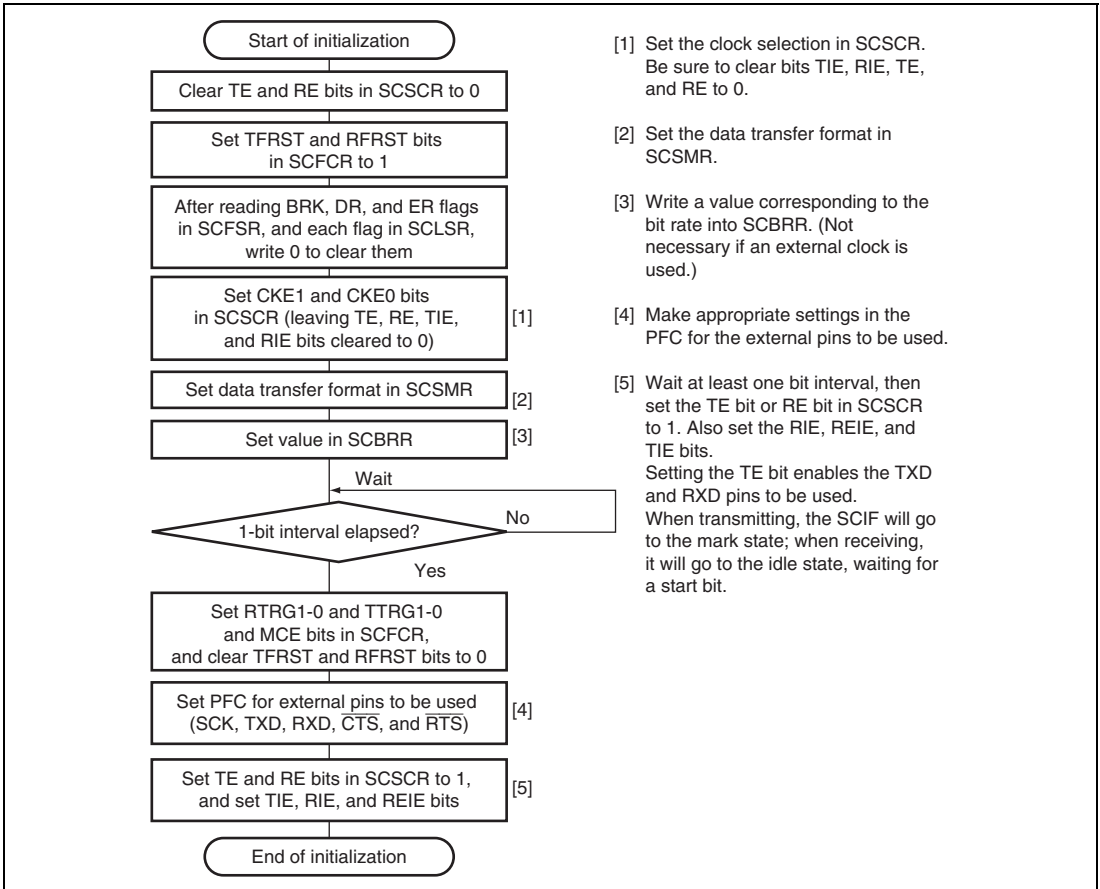 Start of initialization
Clear TE and RE bits in SCSCR to 0
Set TFRST and RFRST bits
in SCFCR to 1
After reading BRK, DR, and ER flags
in SCFSR, and each flag in SCLSR,
write 0 to clear them
Set CKE1 and CKE0 bits
in SCSCR (leaving TE, RE, TIE,
and RIE bits cleared to 0)
[1]
Set data transfer format in SCSMR
[2]
Set value in SCBRR
[3]
Wait
1-bit interval elapsed?
No
Yes
Set RTRG1-0 and TTRG1-0
and MCE bits in SCFCR,
and clear TFRST and RFRST bits to 0
Set PFC for external pins to be used
(SCK, TXD, RXD, CTS, and RTS)
[4]
Set TE and RE bits in SCSCR to 1,
and set TIE, RIE, and REIE bits
[5]
End of initialization
[1] Set the clock selection in SCSCR.
Be sure to clear bits TIE, RIE, TE,
and RE to 0.
[2] Set the data transfer format in
SCSMR.
[3] Write a value corresponding to the
bit rate into SCBRR. (Not
necessary if an external clock is
used.)
[4] Make appropriate settings in the
PFC for the external pins to be used.
[5] Wait at least one bit interval, then
set the TE bit or RE bit in SCSCR
to 1. Also set the RIE, REIE, and
TIE bits.
Setting the TE bit enables the TXD
and RXD pins to be used.
When transmitting, the SCIF will go
to the mark state; when receiving,
it will go to the idle state, waiting for
a start bit.